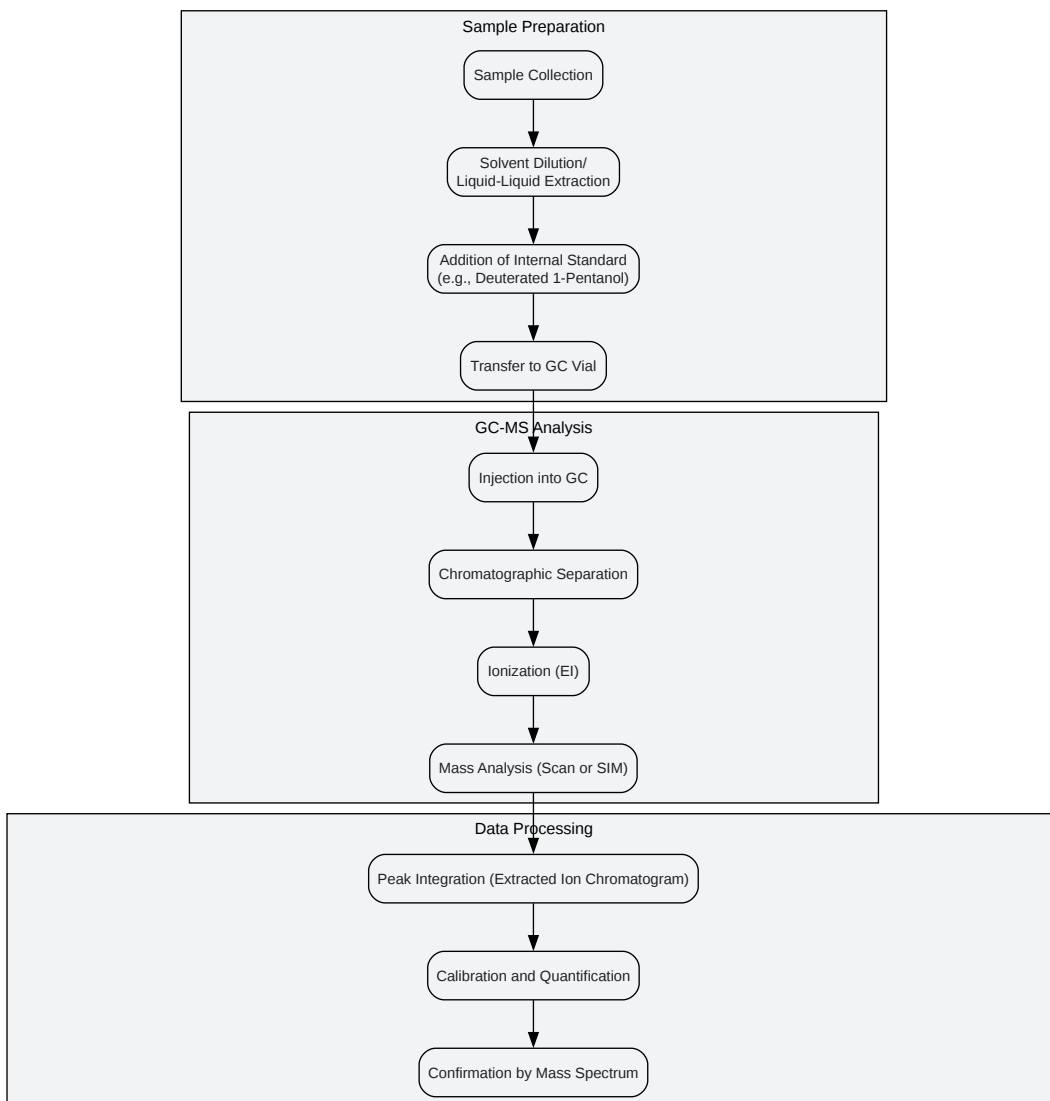 Sample Preparation
Sample Collection
Solvent Dilution/
Liquid-Liquid Extraction
Addition of Internal Standard
(e.g., Deuterated 1-Pentanol)
Transfer to GC Vial
GC-MS Analysis
Injection into GC
Chromatographic Separation
Ionization (EI)
Mass Analysis (Scan or SIM)
Data Processing
Peak Integration (Extracted Ion Chromatogram)
Calibration and Quantification
Confirmation by Mass Spectrum